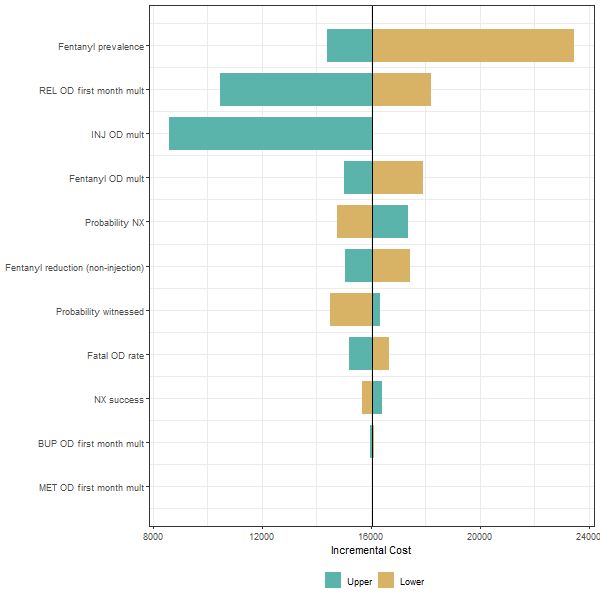 Fentanyl prevalence
REL OD first month mult
INJ OD mult
Fentanyl OD mult
Probability NX
Fentanyl reduction (non-injection)
Probability witnessed
Fatal OD rate
NX success
BUP OD first month mult
MET OD first month mult
8000 12000 16000 20000 24000
Incremental Cost
Upper Lower